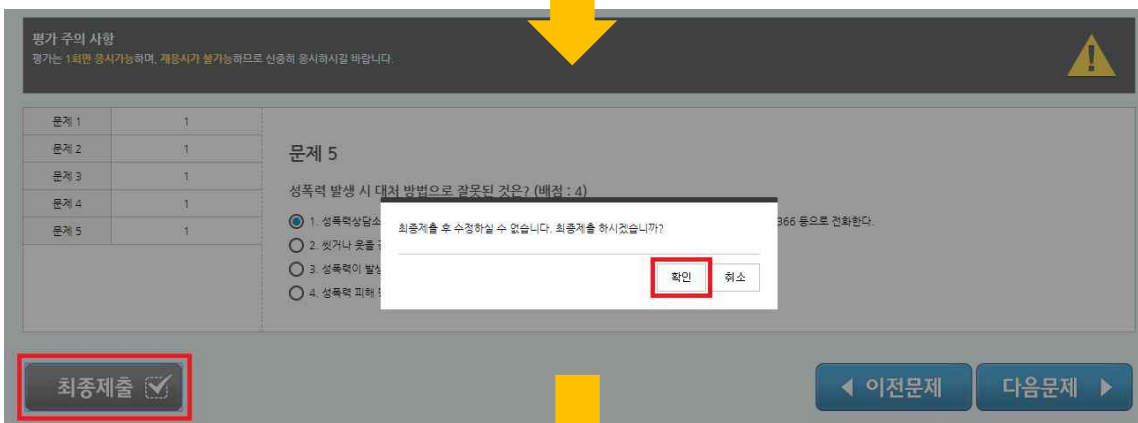 평가 주의 사항
평가는 1회만 응시가능하며, 재응시가 불가능하므로 신중히 응시하시길 바랍니다.
문제 1 1
문제 2 1
문제 3 1
문제 4 1
문제 5 1
문제 5
성폭력 발생 시 대처 방법으로 잘못된 것은? (배점 : 4)
1. 성폭력상담소 366 등으로 전화한다.
2. 씻거나 옷을
3. 성폭력이 발생
4. 성폭력 피해
최종제출 후 수정하실 수 없습니다. 최종제출 하시겠습니까?
확인 취소
최종제출
이전문제 다음문제